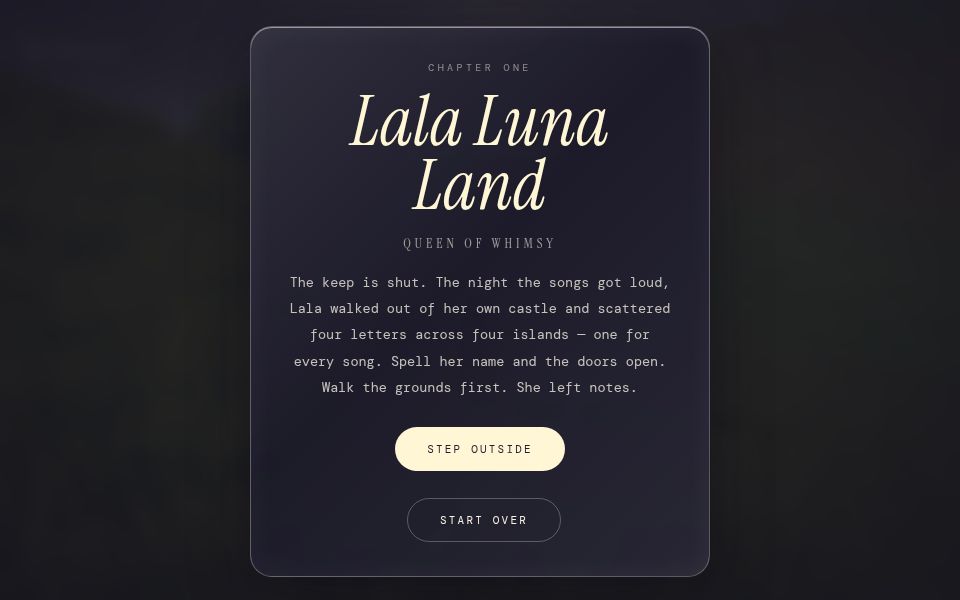 CHAPTER ONE
Lala Luna
Land
QUEEN OF WHIMSY
The keep is shut. The night the songs got loud,
Lala walked out of her own castle and scattered
four letters across four islands — one for
every song. Spell her name and the doors open.
Walk the grounds first. She left notes.
STEP OUTSIDE
START OVER